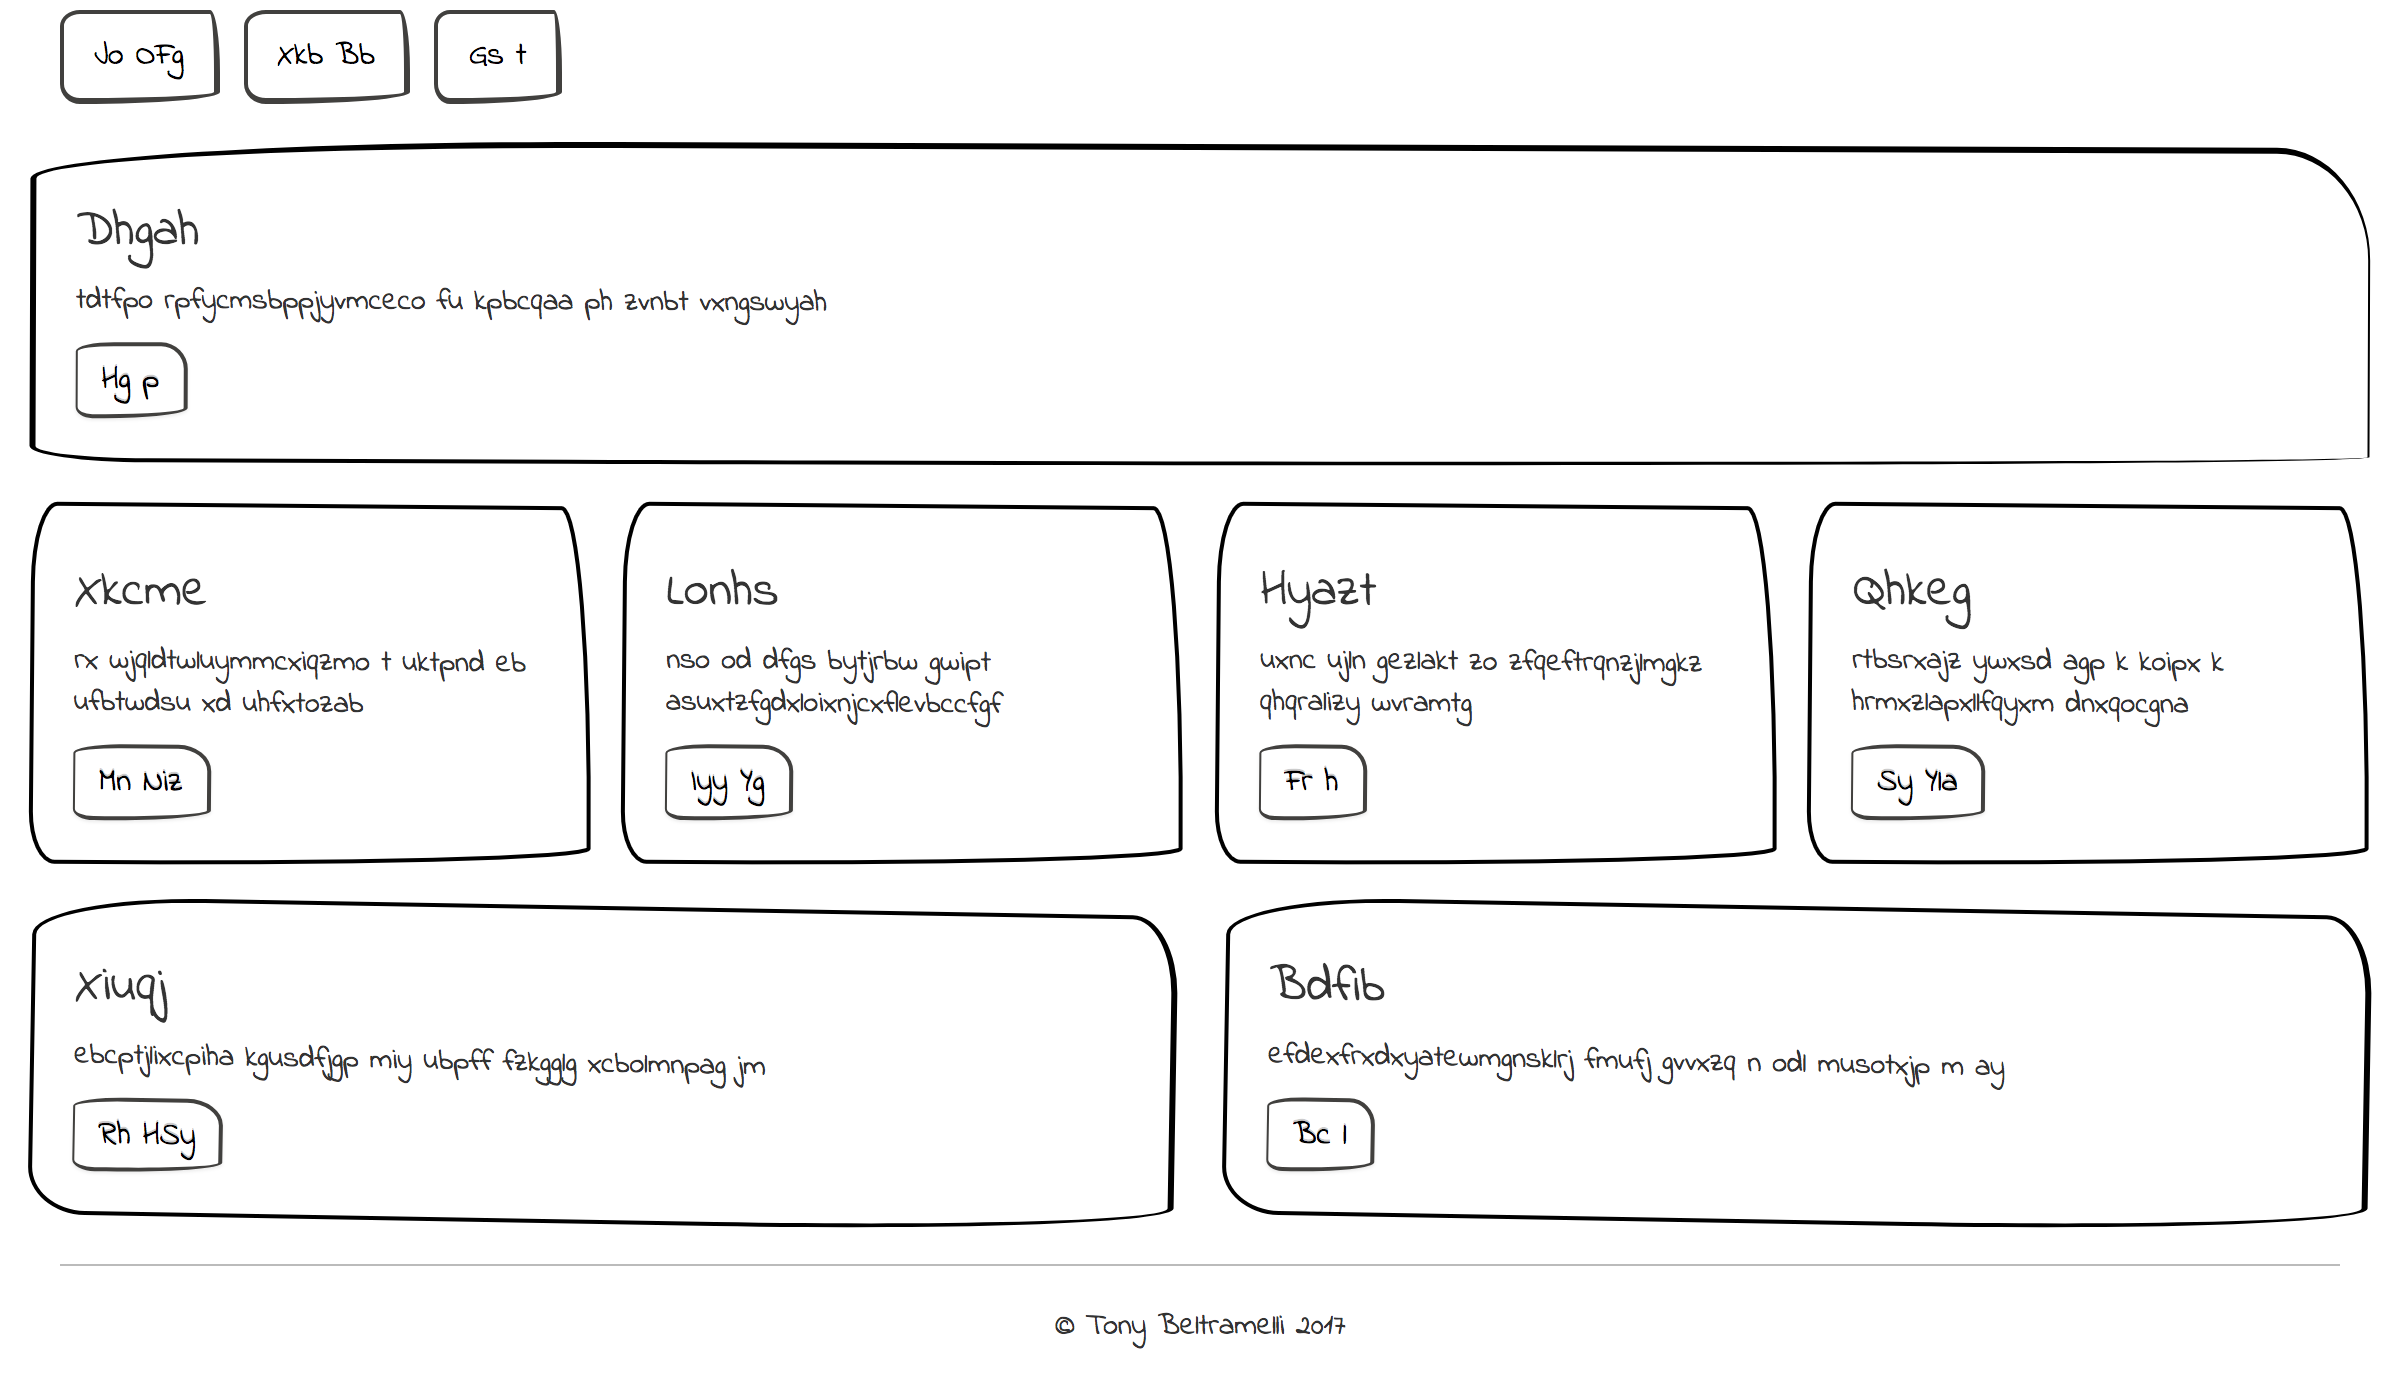 Jo OFg Xkb Bb Gs t
Dhgah
tdtfpo rpfycmsbppjyvmceco fu kpbcqaa ph zvnbt vxngswyah
Hg p
Xkcme
rx wjqldtwluymmcxiqzmo t uktpnd eb
ufbtwdsu xd uhfxtozab
Mn Niz
Lonhs
nso od dfgs bytjrbw gwipt
asuxtzfgdxloixnjcxflevbccfgf
Iyy Yg
Hyazt
uxnc ujln gezlakt zo zfqeftrqnzjlmgkz
qhqralizy wvramtg
Fr h
Qhkeg
rtbsrxajz ywxsd agp k koipx k
hrmxzlapxllfqyxm dnxqocgna
Sy Yla
Xiuqj
ebcptjlixcpiha kgusdfjgp miy ubpff fzkgglg xcbolmnpag jm
Rh HSy
Bdfib
efdexfrxdxyatewmgnsklrj fmufj gvvxzq n odl musotxjp m ay
Bc l
© Tony Beltramelli 2017